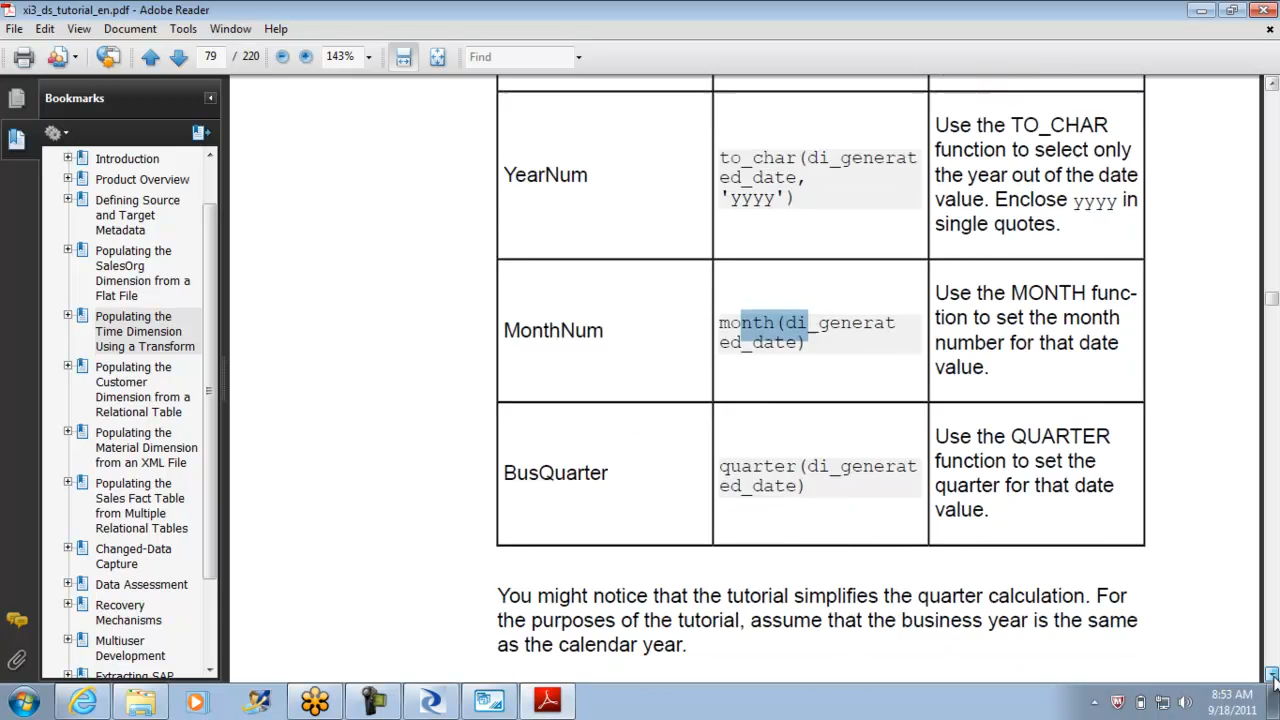 xi3_ds_tutorial_en.pdf - Adobe Reader
File Edit View Document Tools Window Help
79 / 220 143% Find
Bookmarks
Introduction
Product Overview
Defining Source
and Target
Metadata
Populating the
SalesOrg
Dimension from a
Flat File
Populating the
Time Dimension
Using a Transform
Populating the
Customer
Dimension from a
Relational Table
Populating the
Material Dimension
from an XML File
Populating the
Sales Fact Table
from Multiple
Relational Tables
Changed-Data
Capture
Data Assessment
Recovery
Mechanisms
Multiuser
Development
Extracting SAP
YearNum
to_char(di_generat
ed_date,
'yyyy')
Use the TO_CHAR
function to select only
the year out of the date
value. Enclose yyyy in
single quotes.
MonthNum
month(di_generat
ed_date)
Use the MONTH func-
tion to set the month
number for that date
value.
BusQuarter
quarter(di_generat
ed_date)
Use the QUARTER
function to set the
quarter for that date
value.
You might notice that the tutorial simplifies the quarter calculation. For
the purposes of the tutorial, assume that the business year is the same
as the calendar year.
8:53 AM
9/18/2011